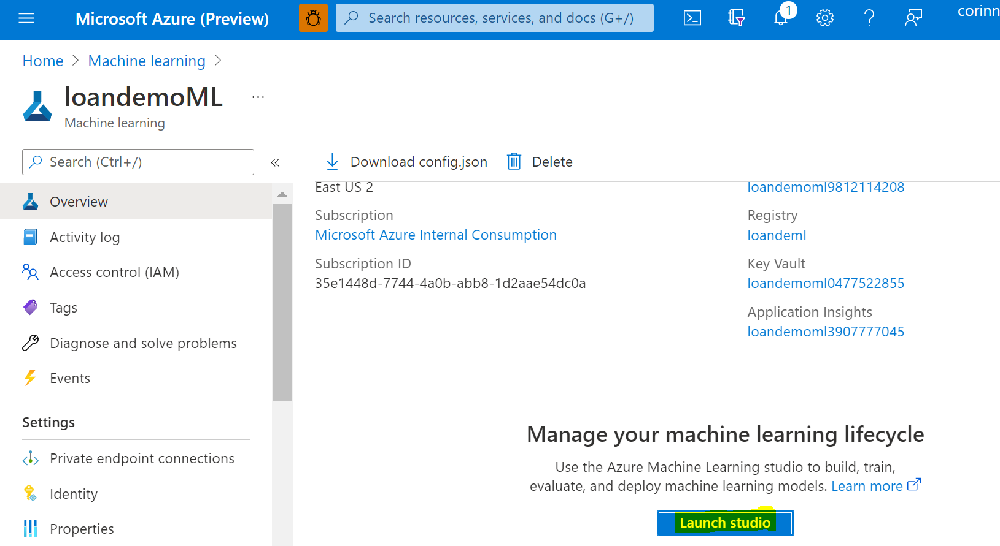 Microsoft Azure (Preview)
Search resources, services, and docs (G+/)
1
corinn
Home > Machine learning >
loandemoML ...
Machine learning
Search (Ctrl+/)
«
Download config.json
Delete
Overview
Activity log
Access control (IAM)
Tags
Diagnose and solve problems
Events
Settings
Private endpoint connections
Identity
Properties
East US 2
Subscription
Microsoft Azure Internal Consumption
Subscription ID
35e1448d-7744-4a0b-abb8-1d2aae54dc0a
loandemoml9812114208
Registry
loandeml
Key Vault
loandemoml0477522855
Application Insights
loandemoml3907777045
Manage your machine learning lifecycle
Use the Azure Machine Learning studio to build, train,
evaluate, and deploy machine learning models. Learn more
Launch studio